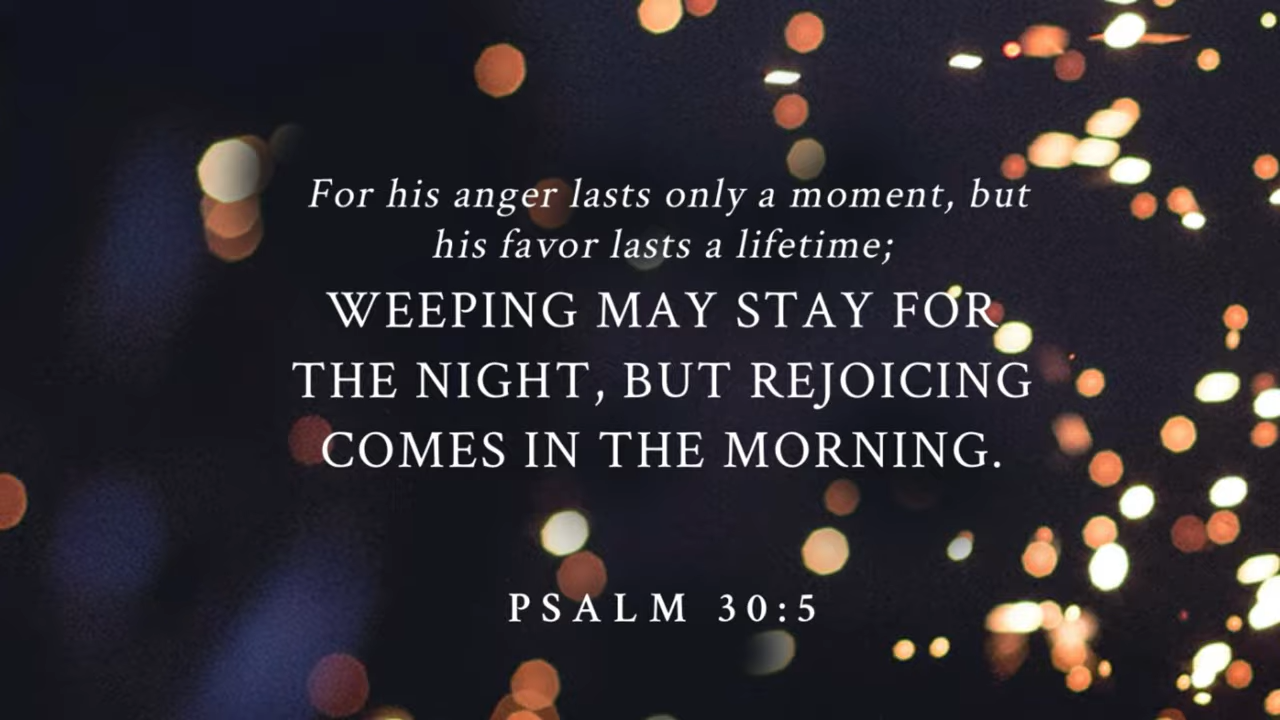 For his anger lasts only a moment, but
his favor lasts a lifetime;
WEEPING MAY STAY FOR
THE NIGHT, BUT REJOICING
COMES IN THE MORNING.
PSALM 30:5